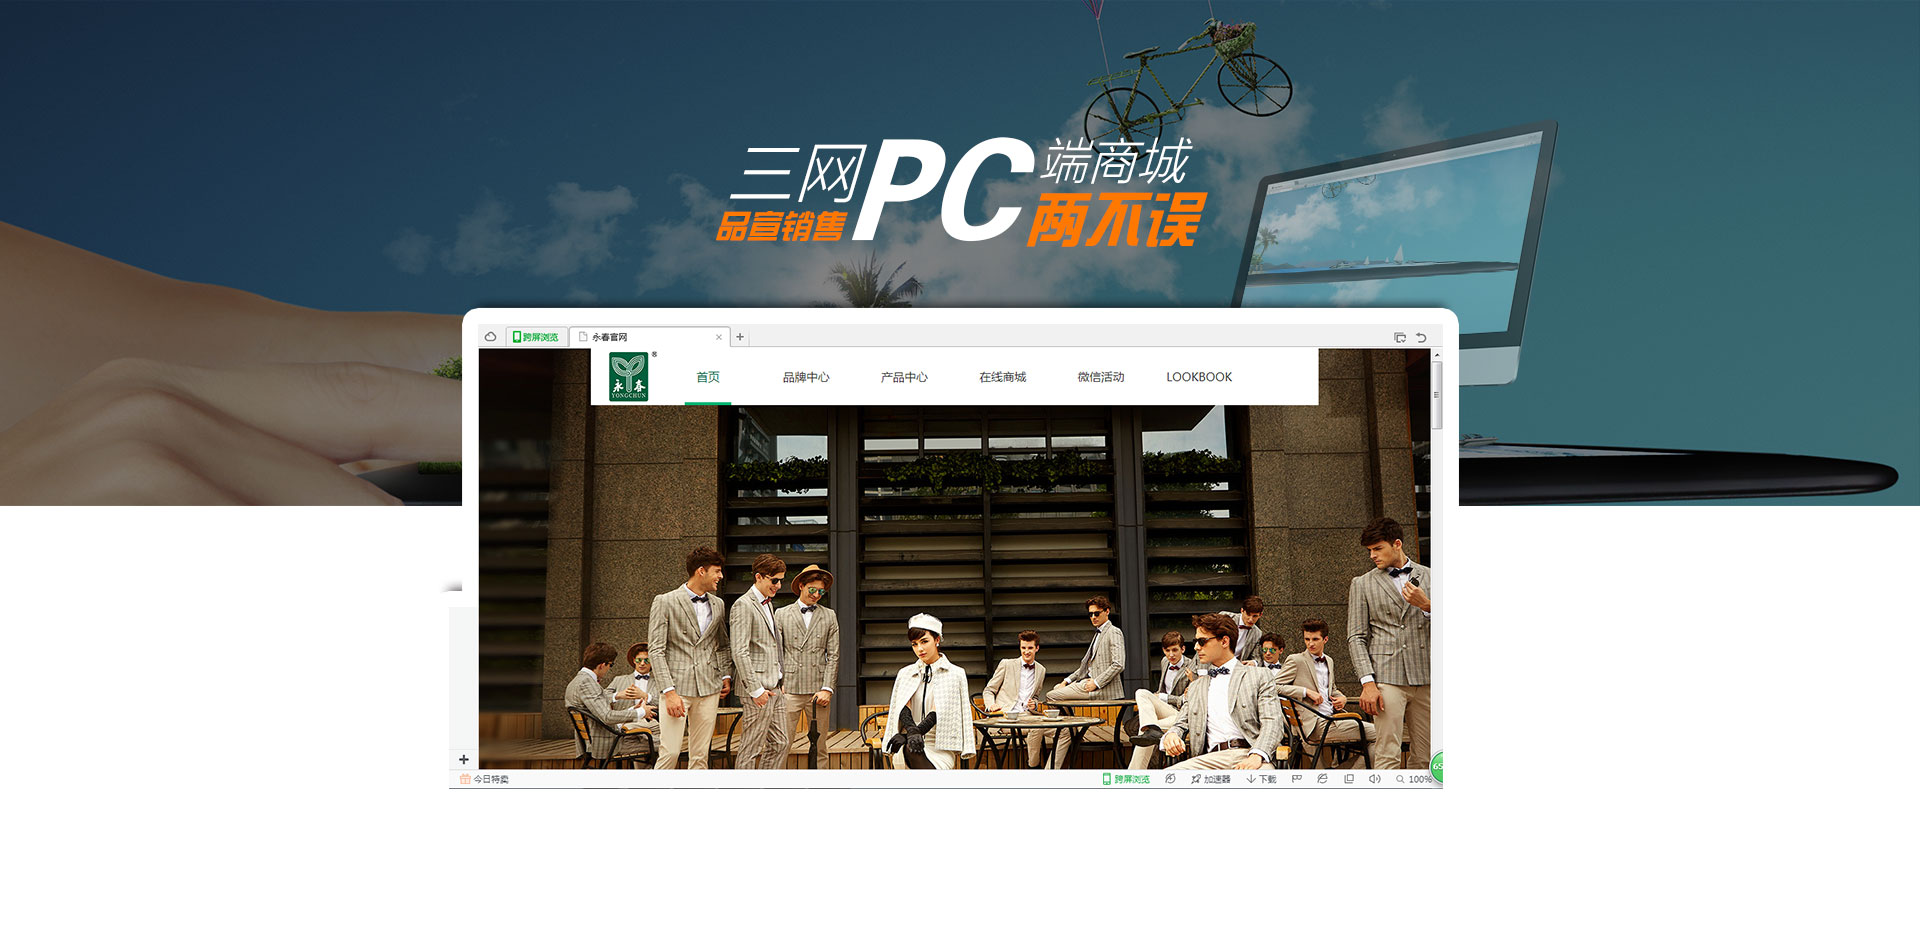 三网PC端商城
品宣销售 两不误
跨屏浏览 永春官网
永春 ®
YONGCHUN
首页 品牌中心 产品中心 在线商城 微信活动 LOOKBOOK
今日特卖 跨屏浏览 加速器 下载 100%